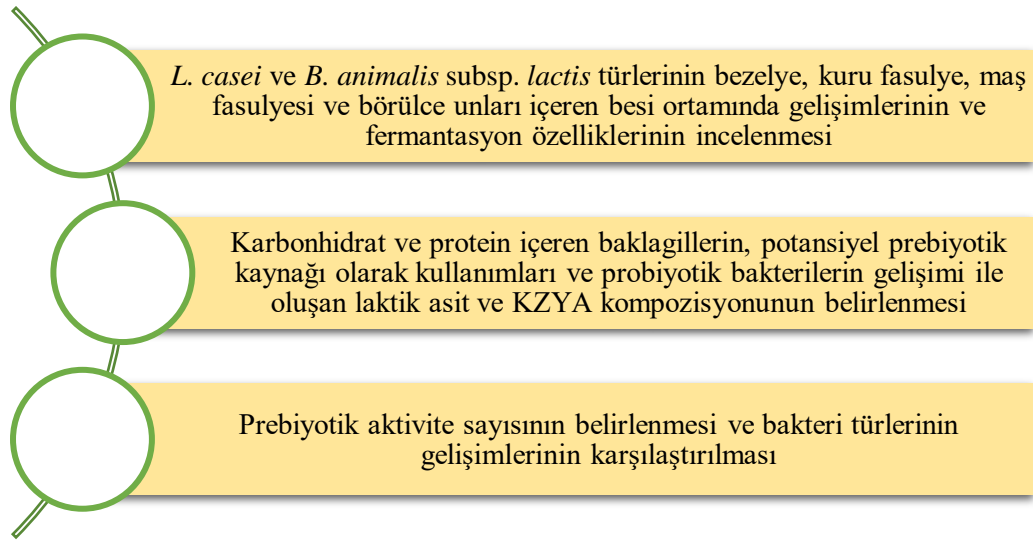 L. casei ve B. animalis subsp. lactis türlerinin bezelye, kuru fasulye, maş
fasulyesi ve börülce unları içeren besi ortamında gelişimlerinin ve
fermantasyon özelliklerinin incelenmesi
Karbonhidrat ve protein içeren baklagillerin, potansiyel prebiyotik
kaynağı olarak kullanımları ve probiyotik bakterilerin gelişimi ile
oluşan laktik asit ve KZYA kompozisyonunun belirlenmesi
Prebiyotik aktivite sayısının belirlenmesi ve bakteri türlerinin
gelişimlerinin karşılaştırılması